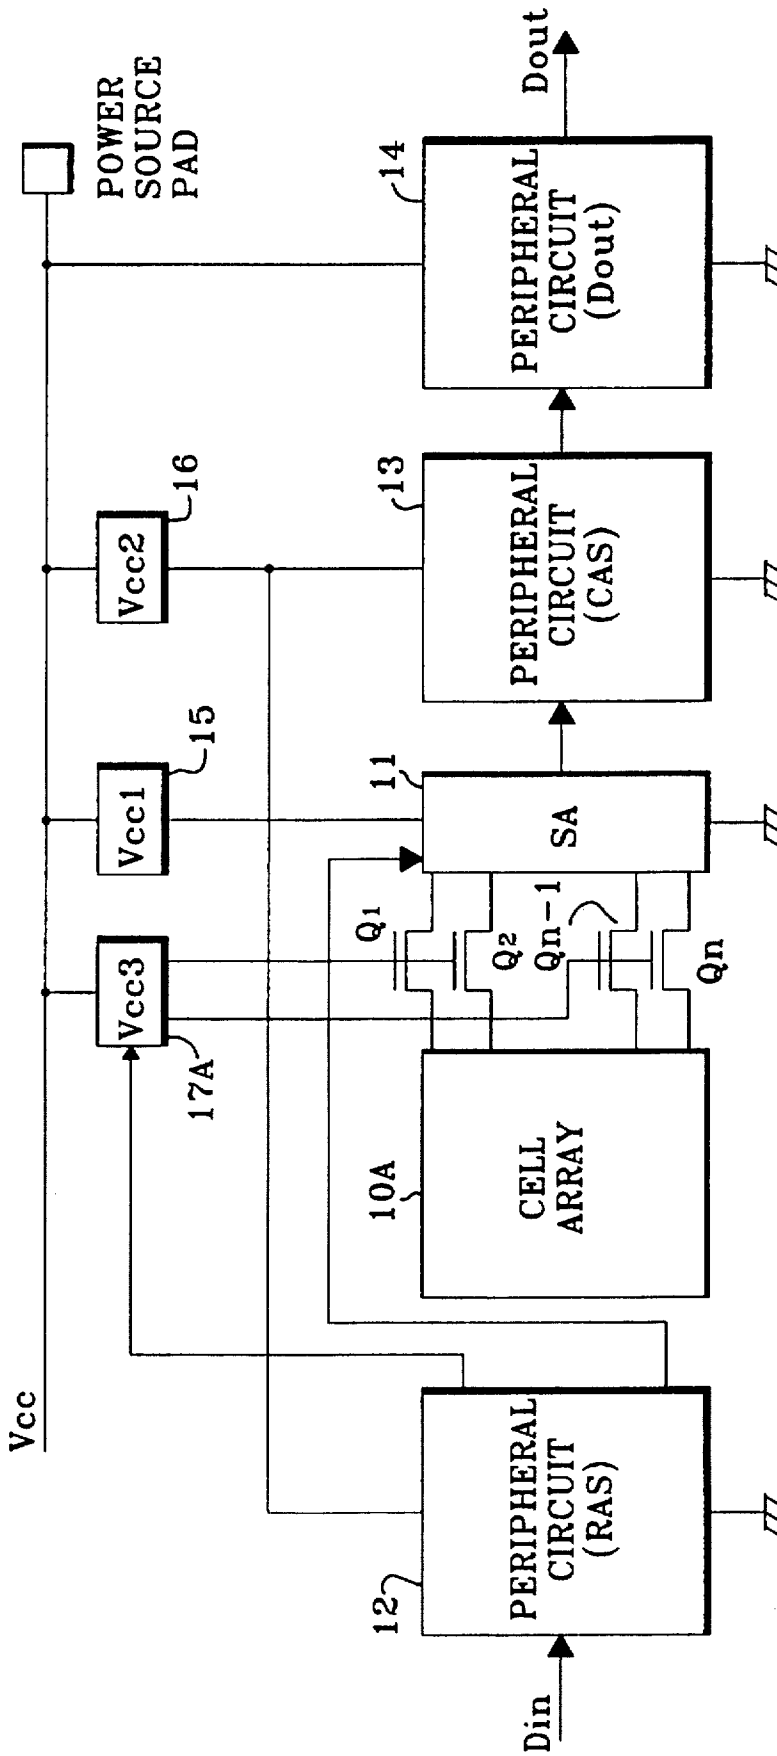 Vcc
POWER
SOURCE
PAD
Vcc3
17A
Vcc1
15
Vcc2
16
12
PERIPHERAL
CIRCUIT
(RAS)
Din
10A
CELL
ARRAY
Q1
Q2
Qn-1
Qn
11
SA
13
PERIPHERAL
CIRCUIT
(CAS)
14
PERIPHERAL
CIRCUIT
(Dout)
Dout